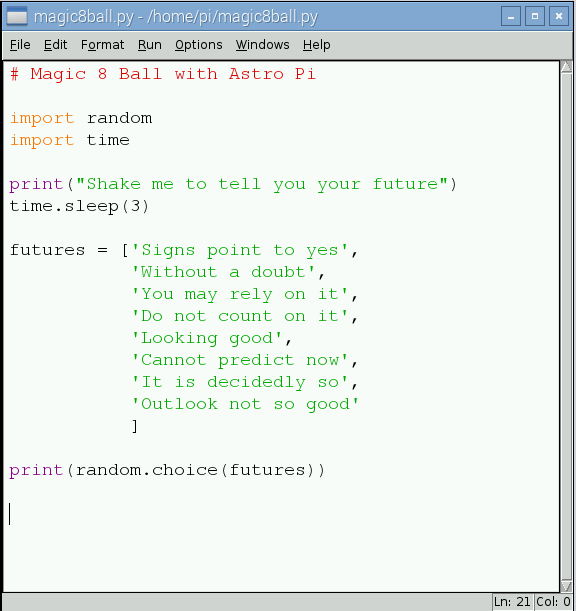 magic8ball.py - /home/pi/magic8ball.py
File Edit Format Run Options Windows Help
# Magic 8 Ball with Astro Pi
import random
import time
print("Shake me to tell you your future")
time.sleep(3)
futures = ['Signs point to yes',
'Without a doubt',
'You may rely on it',
'Do not count on it',
'Looking good',
'Cannot predict now',
'It is decidedly so',
'Outlook not so good'
]
print(random.choice(futures))
Ln: 21 Col: 0